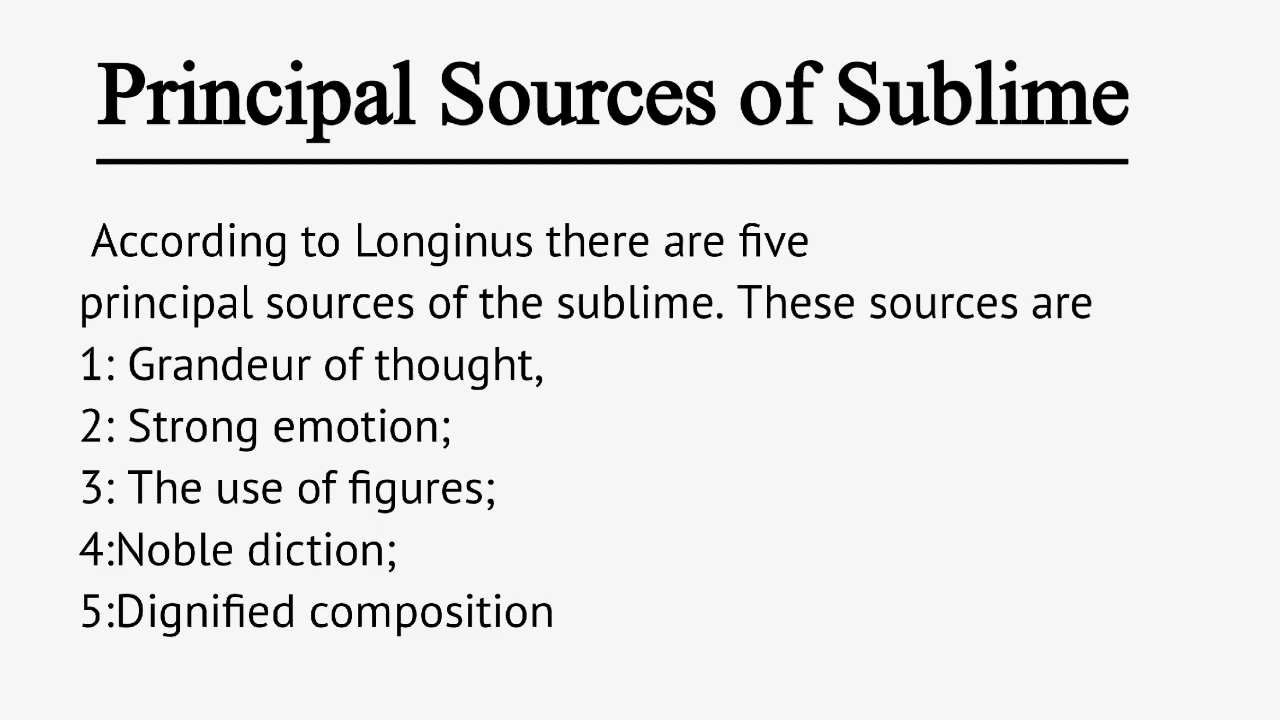 Principal Sources of Sublime
According to Longinus there are five
principal sources of the sublime. These sources are
1: Grandeur of thought,
2: Strong emotion;
3: The use of figures;
4:Noble diction;
5:Dignified composition